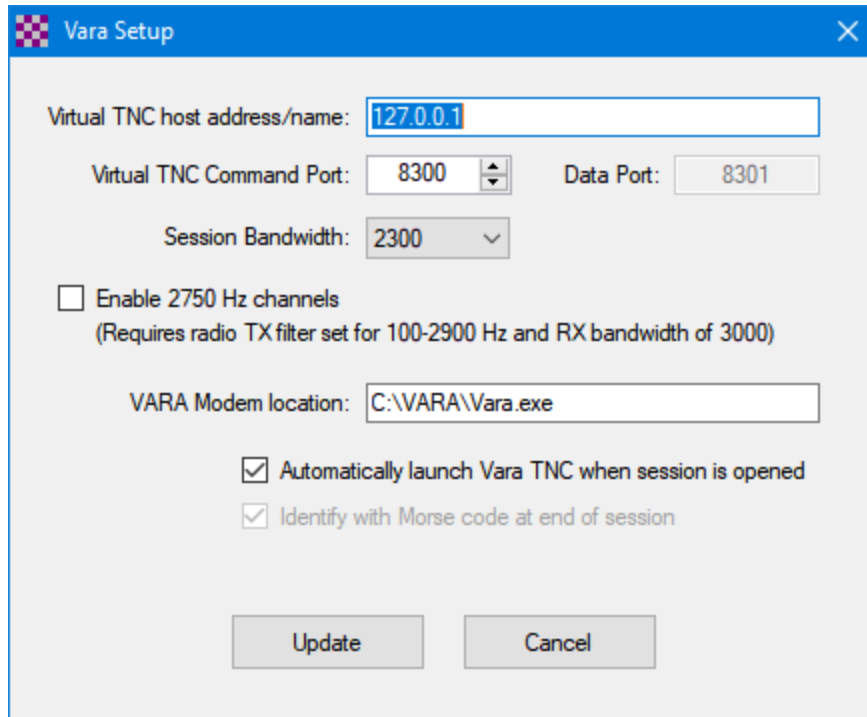 Vara Setup
Virtual TNC host address/name: 127.0.0.1
Virtual TNC Command Port: 8300 Data Port: 8301
Session Bandwidth: 2300
Enable 2750 Hz channels
(Requires radio TX filter set for 100-2900 Hz and RX bandwidth of 3000)
VARA Modem location: C:\VARA\Vara.exe
Automatically launch Vara TNC when session is opened
Identify with Morse code at end of session
Update Cancel